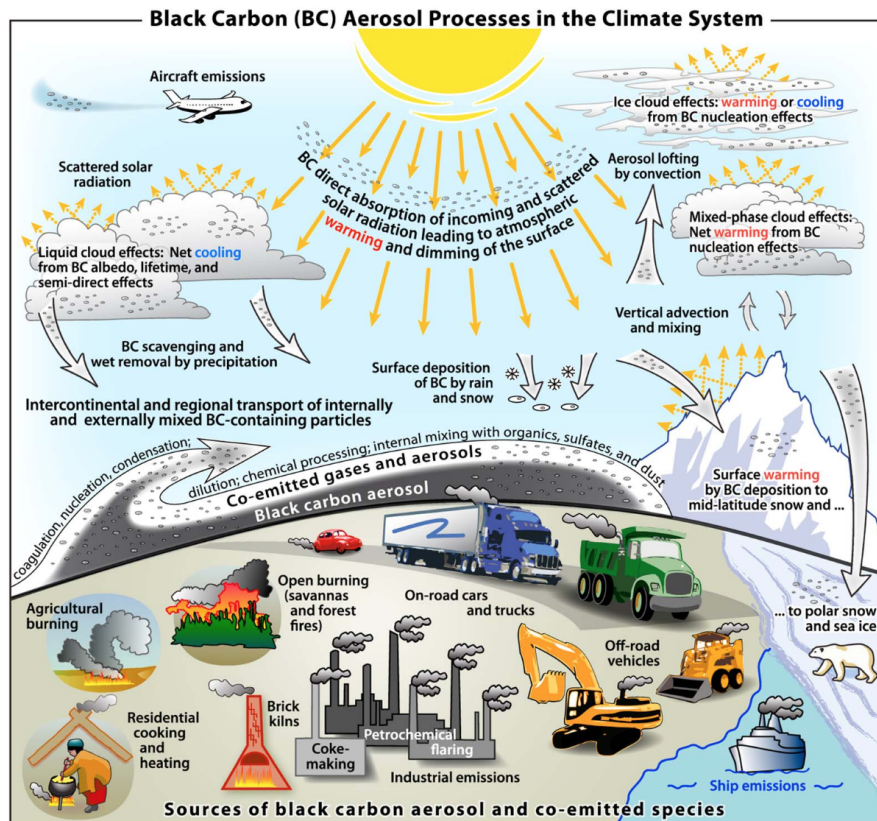 Black Carbon (BC) Aerosol Processes in the Climate System
Aircraft emissions
Ice cloud effects: warming or cooling
from BC nucleation effects
Scattered solar
radiation
BC direct absorption of incoming and scattered
solar radiation leading to atmospheric
warming and dimming of the surface
Aerosol lofting
by convection
Liquid cloud effects: Net cooling
from BC albedo, lifetime, and
semi-direct effects
Mixed-phase cloud effects:
Net warming from BC
nucleation effects
BC scavenging and
wet removal by precipitation
Vertical advection
and mixing
Surface deposition
of BC by rain
and snow
Intercontinental and regional transport of internally
and externally mixed BC-containing particles
coagulation, nucleation, condensation;
dilution; chemical processing; internal mixing with organics, sulfates, and dust
Co-emitted gases and aerosols
Black carbon aerosol
Surface warming
by BC deposition to
mid-latitude snow and ...
... to polar snow
and sea ice
Agricultural
burning
Open burning
(savannas
and forest
fires)
On-road cars
and trucks
Off-road
vehicles
Residential
cooking
and
heating
Brick
kilns
Coke-
making
Petrochemical
flaring
Industrial emissions
Ship emissions
Sources of black carbon aerosol and co-emitted species